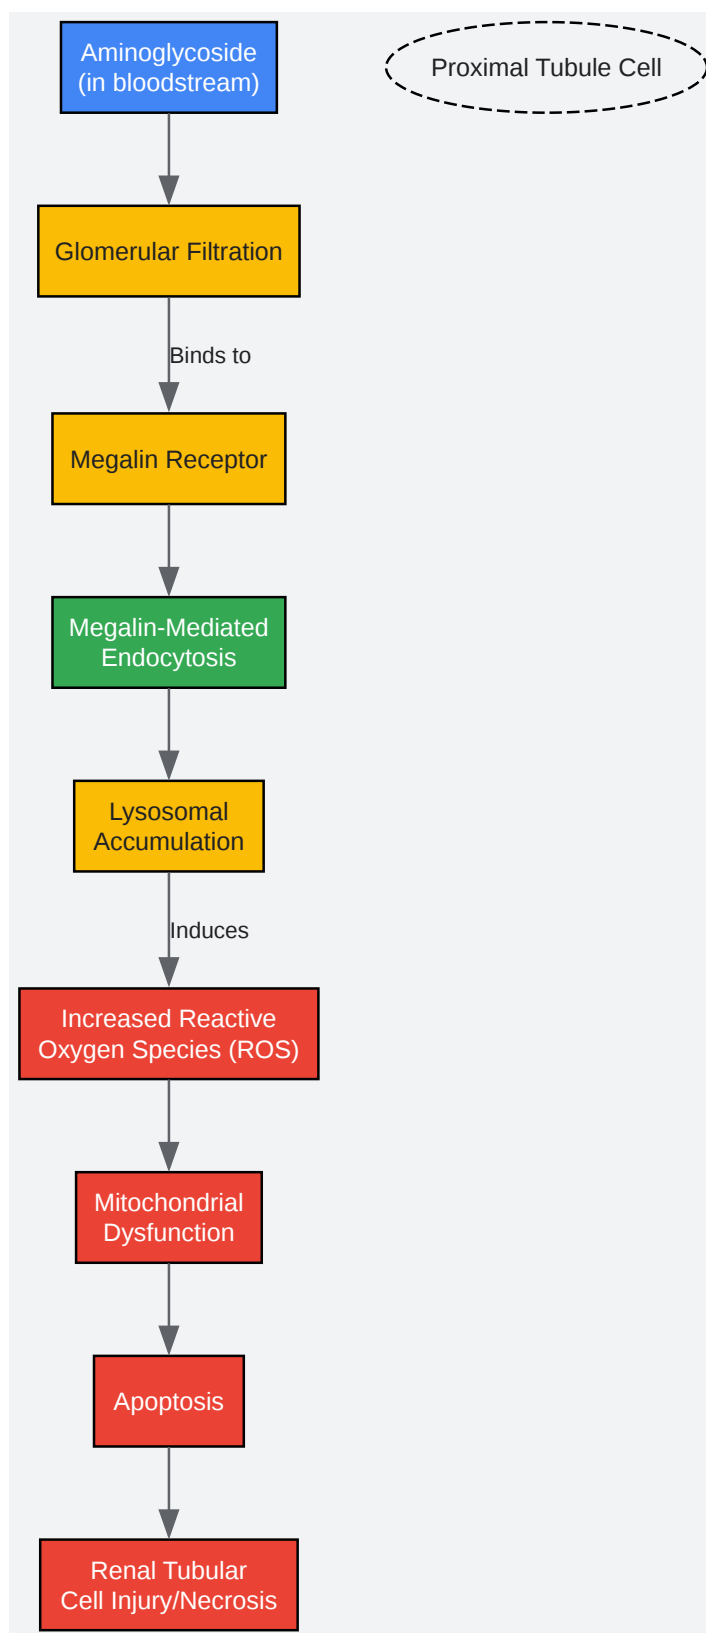 Aminoglycoside
(in bloodstream)
Proximal Tubule Cell
Glomerular Filtration
Binds to
Megalin Receptor
Megalin-Mediated
Endocytosis
Lysosomal
Accumulation
Induces
Increased Reactive
Oxygen Species (ROS)
Mitochondrial
Dysfunction
Apoptosis
Renal Tubular
Cell Injury/Necrosis